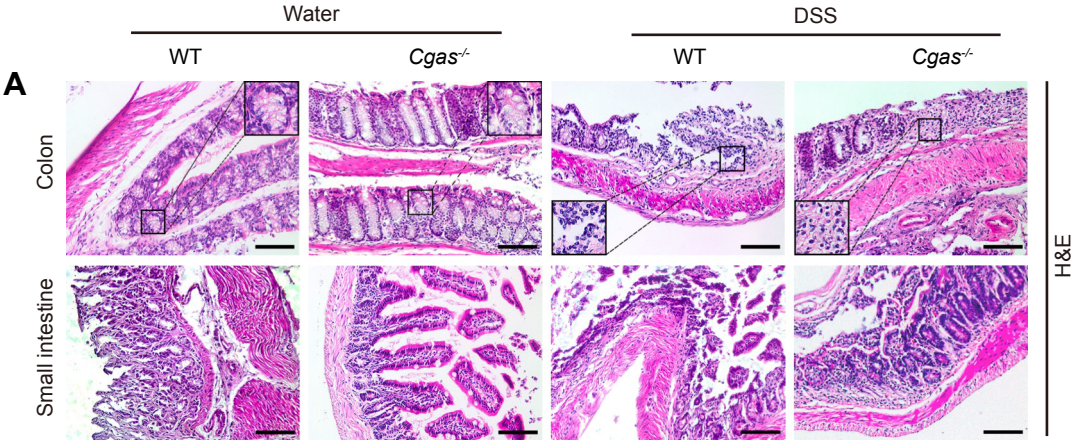 Water
DSS
WT
Cgas-/-
WT
Cgas-/-
A
Colon
Small intestine
H&E